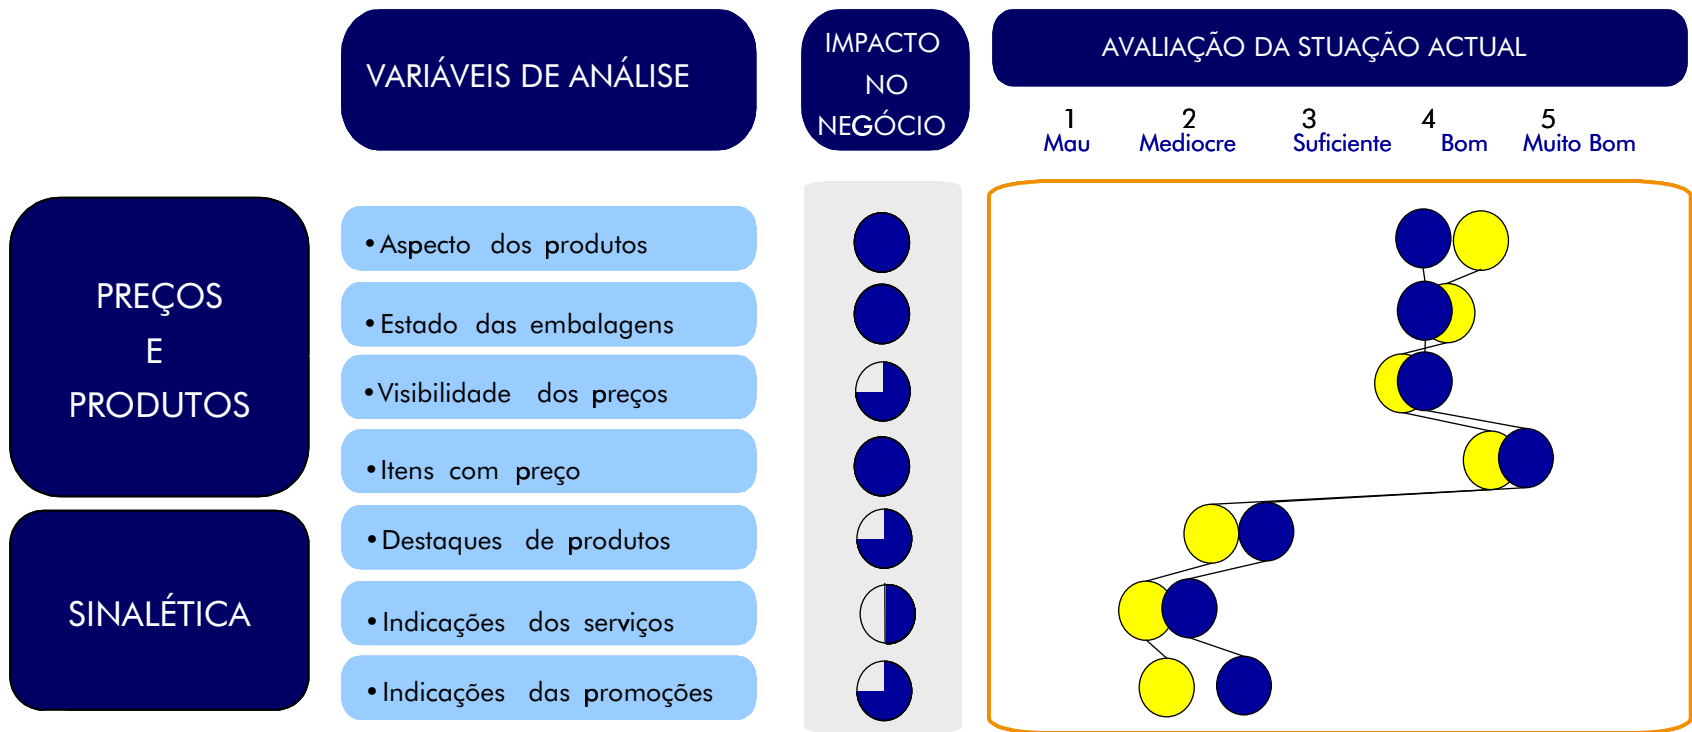 VARIÁVEIS DE ANÁLISE
IMPACTO
NO
NEGÓCIO
AVALIAÇÃO DA STUAÇÃO ACTUAL
1 2 3 4 5
Mau Mediocre Suficiente Bom Muito Bom
PREÇOS
E
PRODUTOS
• Aspecto dos produtos
• Estado das embalagens
• Visibilidade dos preços
• Itens com preço
SINALÉTICA
• Destaques de produtos
• Indicações dos serviços
• Indicações das promoções